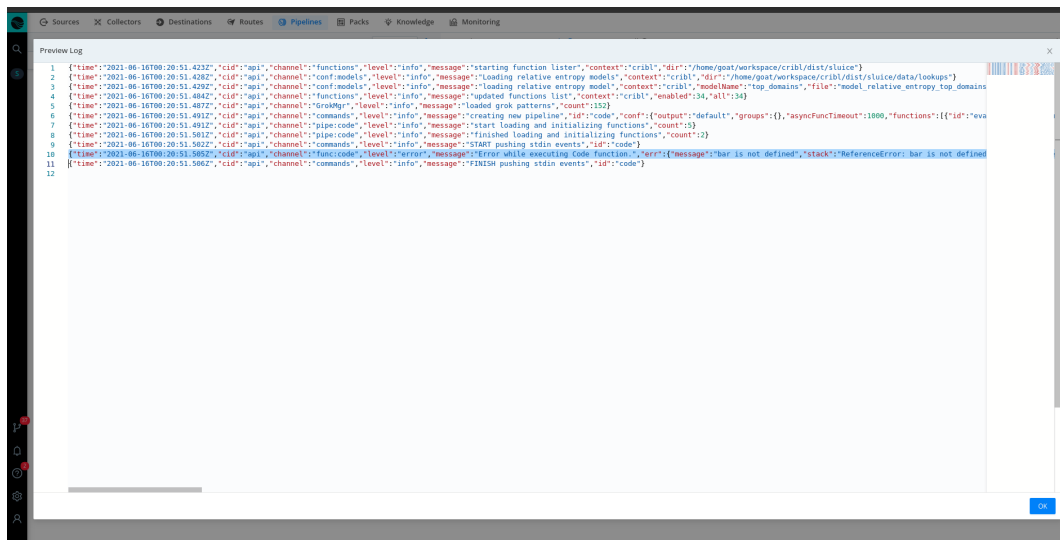 Sources Collectors Destinations Routes Pipelines Packs Knowledge Monitoring
Preview Log
1 {"time":"2021-06-16T00:20:51.423Z","cid":"api","channel":"functions","level":"info","message":"starting function lister","context":"cribl","dir":"/home/goat/workspace/cribl/dist/sluice"}
2 {"time":"2021-06-16T00:20:51.428Z","cid":"api","channel":"conf:models","level":"info","message":"Loading relative entropy models","context":"cribl","dir":"/home/goat/workspace/cribl/dist/sluice/data/lookups"}
3 {"time":"2021-06-16T00:20:51.429Z","cid":"api","channel":"conf:models","level":"info","message":"loading relative entropy model","context":"cribl","modelName":"top_domains","file":"model_relative_entropy_top_domains
4 {"time":"2021-06-16T00:20:51.484Z","cid":"api","channel":"functions","level":"info","message":"updated functions list","context":"cribl","enabled":34,"all":34}
5 {"time":"2021-06-16T00:20:51.487Z","cid":"api","channel":"GrokMgr","level":"info","message":"loaded grok patterns","count":152}
6 {"time":"2021-06-16T00:20:51.491Z","cid":"api","channel":"commands","level":"info","message":"creating new pipeline","id":"code","conf":{"output":"default","groups":{},"asyncFuncTimeout":1000,"functions":[{"id":"eva
7 {"time":"2021-06-16T00:20:51.491Z","cid":"api","channel":"pipe:code","level":"info","message":"start loading and initializing functions","count":5}
8 {"time":"2021-06-16T00:20:51.501Z","cid":"api","channel":"pipe:code","level":"info","message":"finished loading and initializing functions","count":2}
9 {"time":"2021-06-16T00:20:51.502Z","cid":"api","channel":"commands","level":"info","message":"START pushing stdin events","id":"code"}
10 {"time":"2021-06-16T00:20:51.505Z","cid":"api","channel":"func:code","level":"error","message":"Error while executing Code function.","err":{"message":"bar is not defined","stack":"ReferenceError: bar is not defined
11 {"time":"2021-06-16T00:20:51.506Z","cid":"api","channel":"commands","level":"info","message":"FINISH pushing stdin events","id":"code"}
12
OK